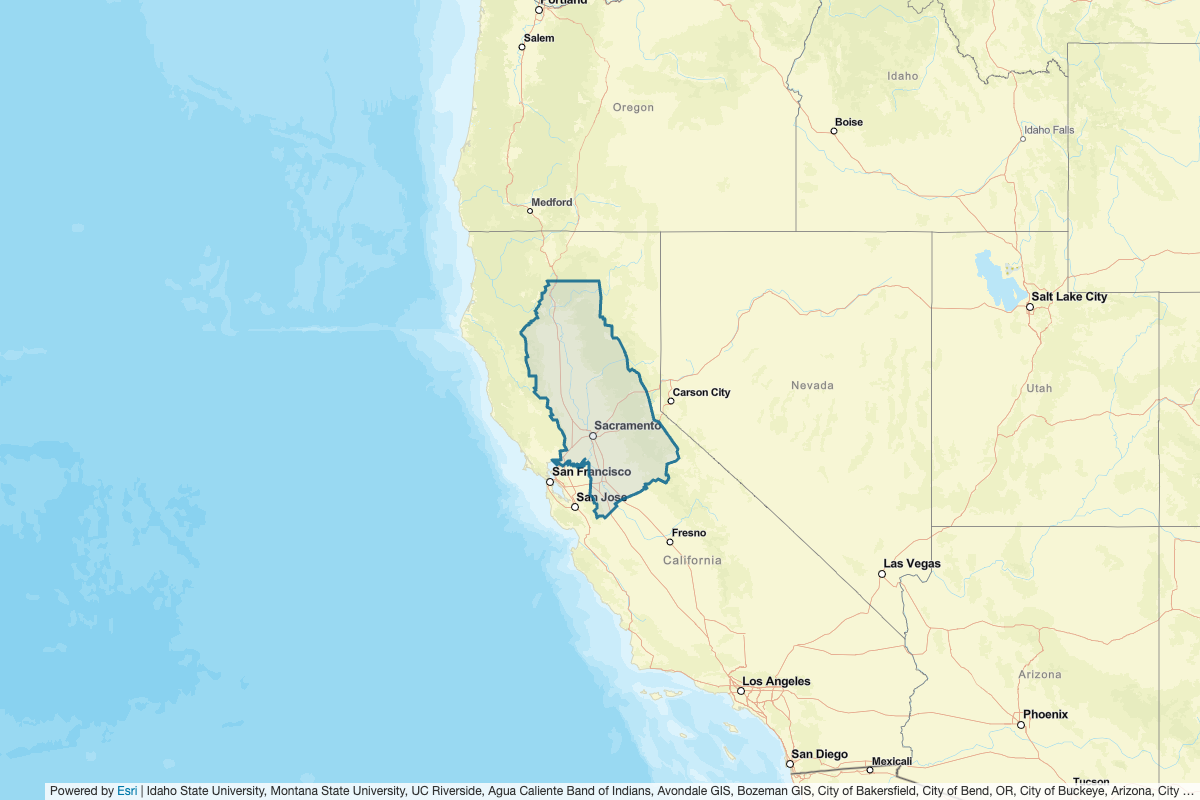 Portland
Salem
Idaho
Oregon
Boise
Idaho Falls
Medford
Salt Lake City
Carson City
Nevada
Utah
Sacramento
San Francisco
San Jose
Fresno
California
Las Vegas
Arizona
Los Angeles
Phoenix
San Diego
Mexicali
Tucson
Powered by Esri | Idaho State University, Montana State University, UC Riverside, Agua Caliente Band of Indians, Avondale GIS, Bozeman GIS, City of Bakersfield, City of Bend, OR, City of Buckeye, Arizona, City …